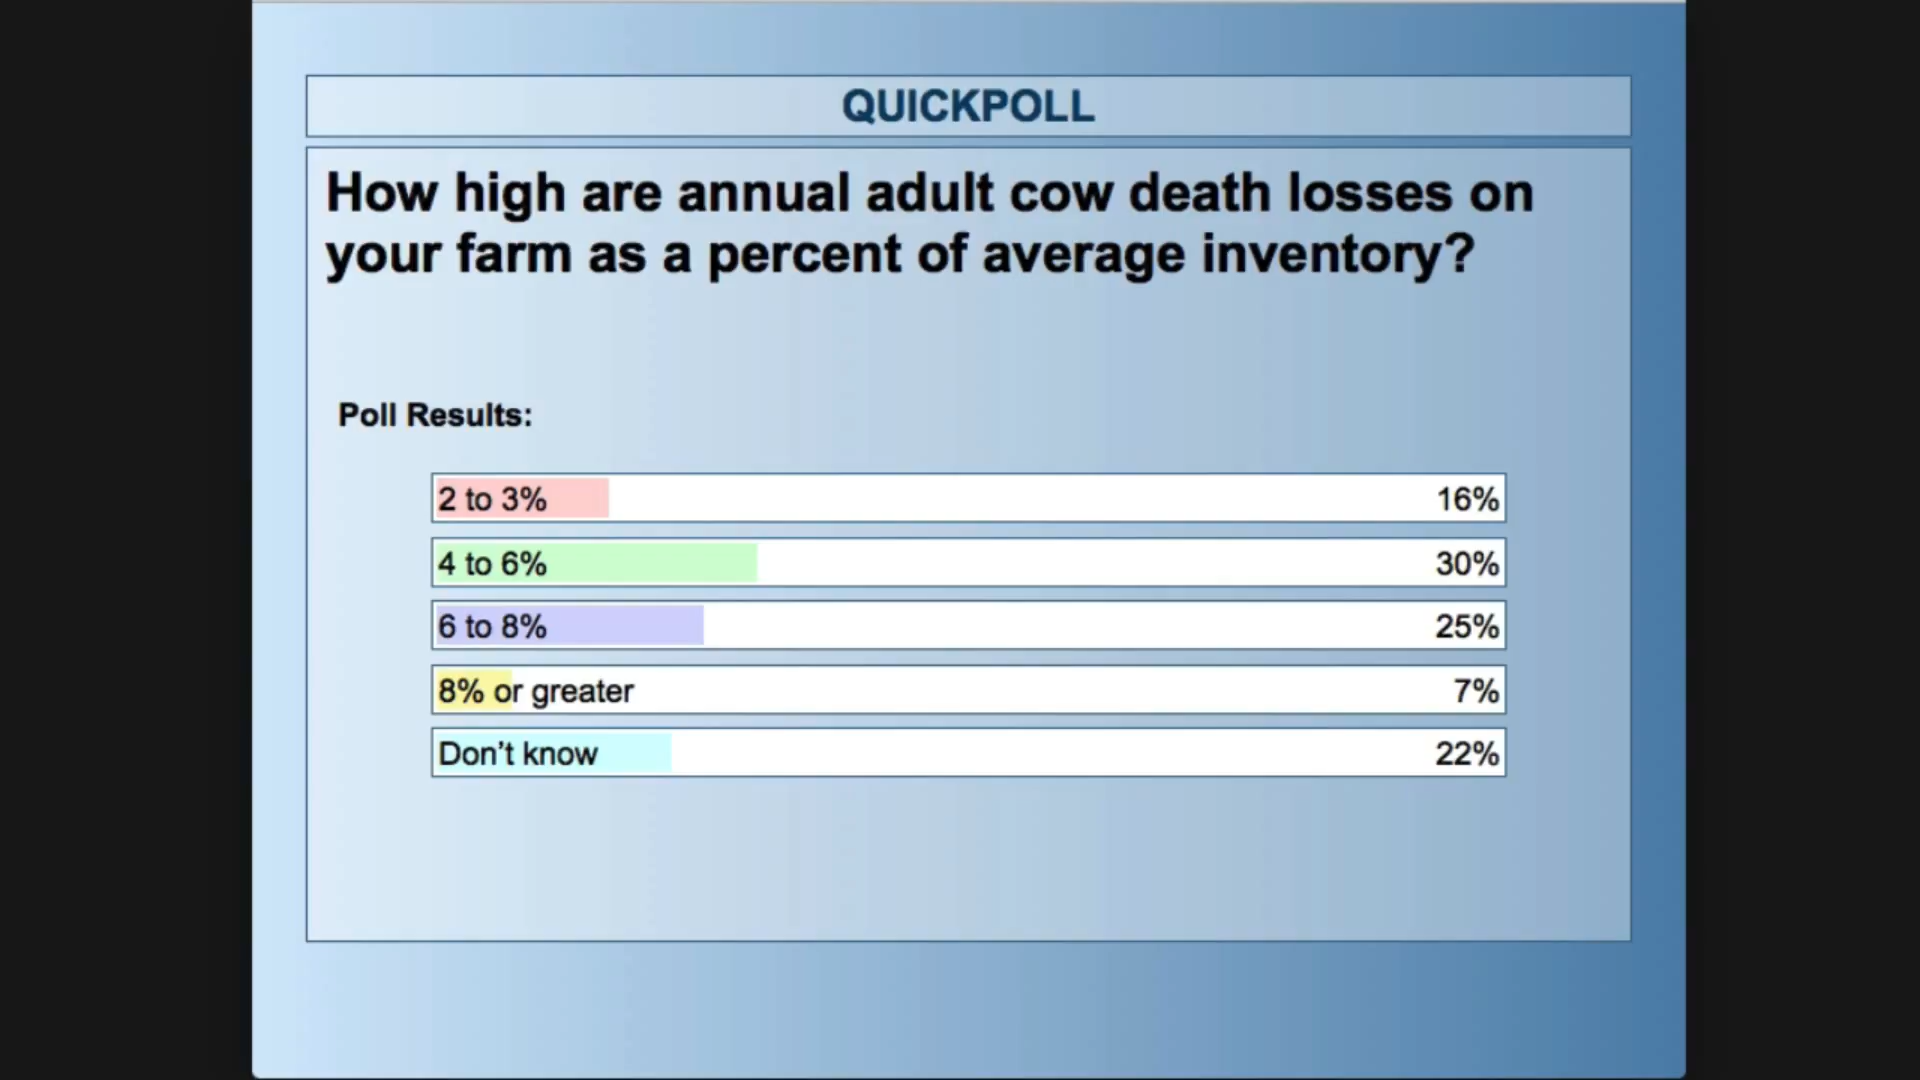 QUICKPOLL
How high are annual adult cow death losses on
your farm as a percent of average inventory?
Poll Results:
2 to 3% 16%
4 to 6% 30%
6 to 8% 25%
8% or greater 7%
Don’t know 22%